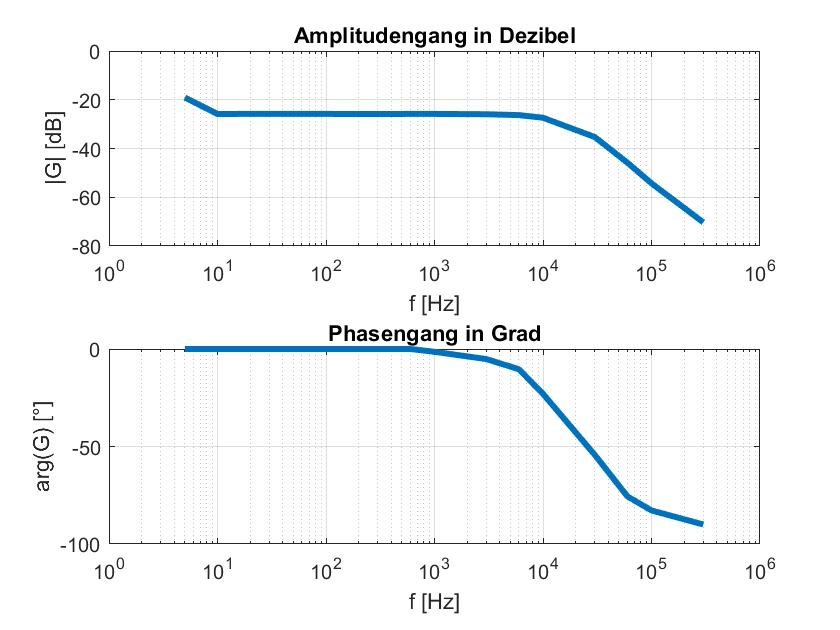 Amplitudengang in Dezibel
|G| [dB]
0
-20
-40
-60
-80
10^0 10^1 10^2 10^3 10^4 10^5 10^6
f [Hz]
Phasengang in Grad
arg(G) [°]
0
-50
-100
10^0 10^1 10^2 10^3 10^4 10^5 10^6
f [Hz]